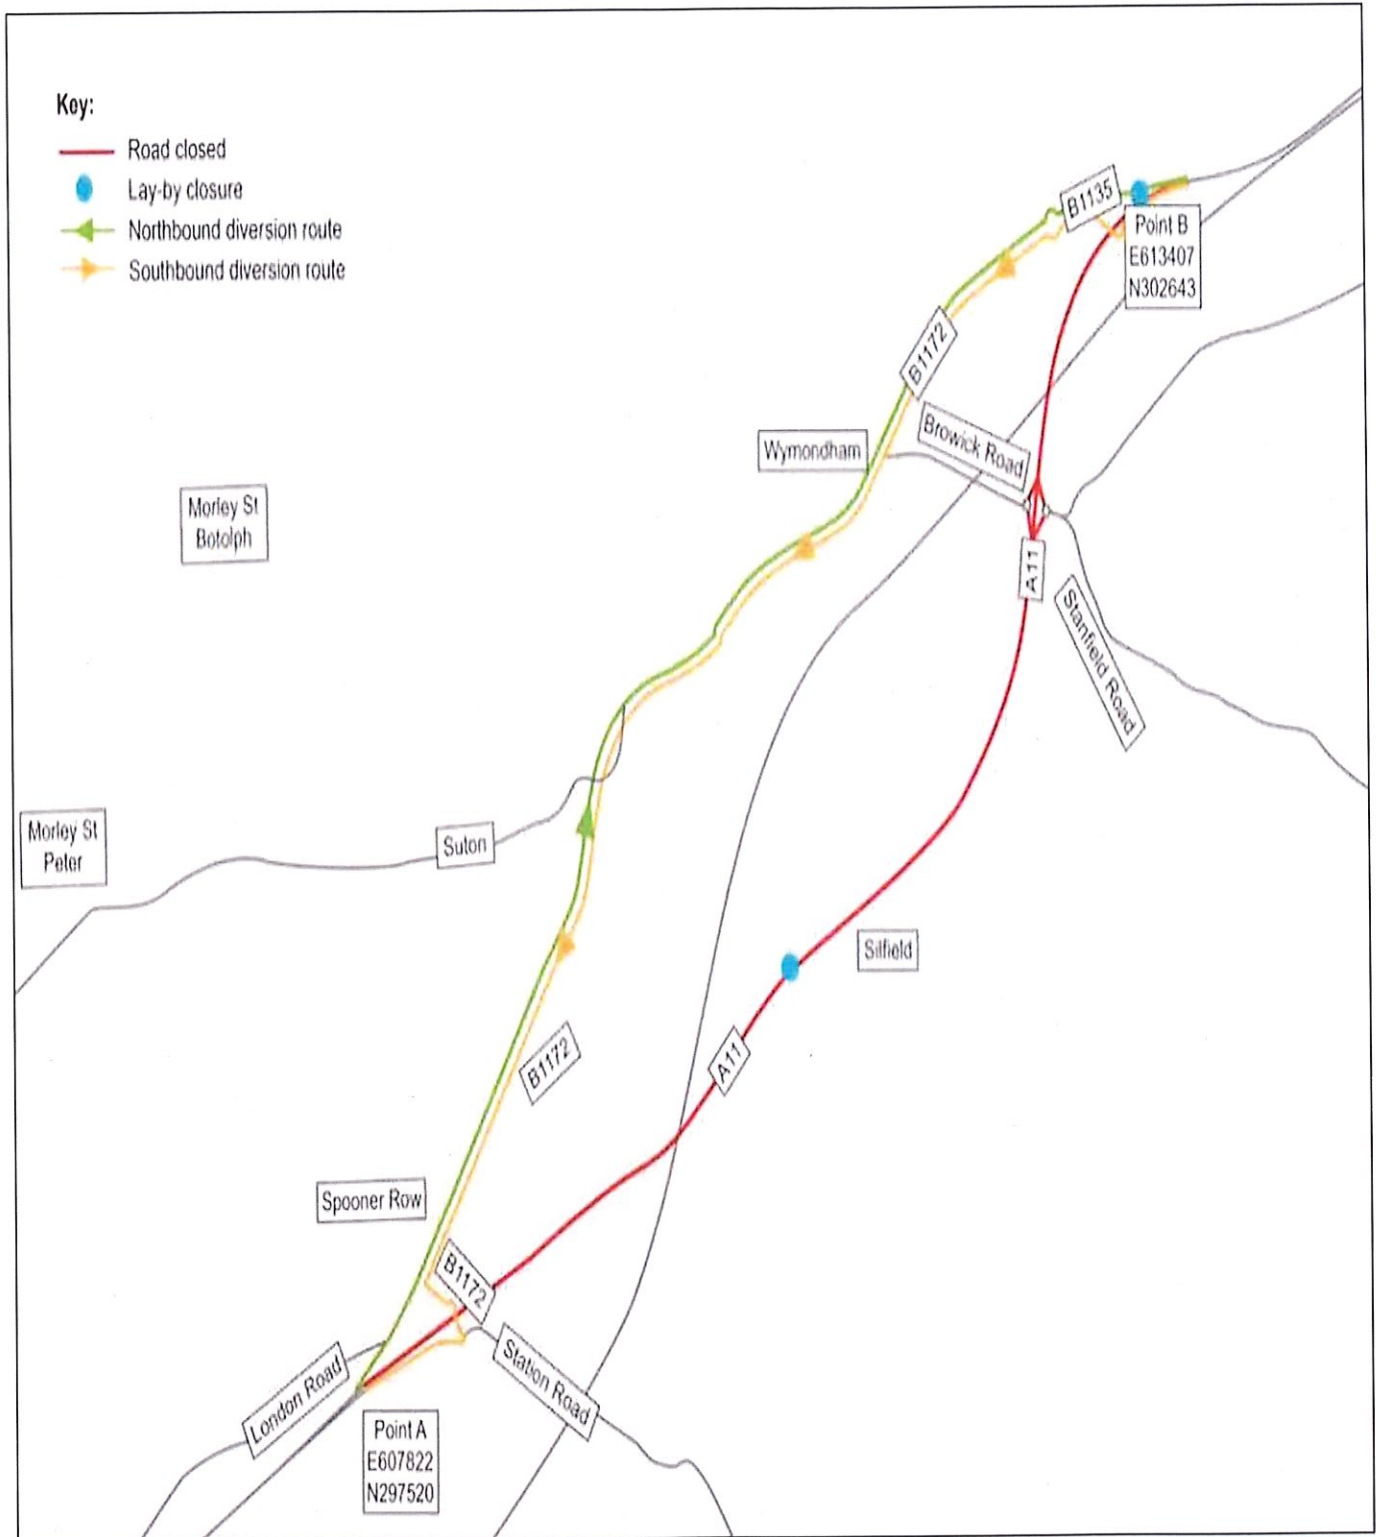 Key:
Road closed
Lay-by closure
Northbound diversion route
Southbound diversion route
B1135
Point B
E613407
N302643
B1172
Browick Road
Wymondham
Morley St
Botolph
A11
Stanfield Road
Morley St
Peter
Suton
Silfield
A11
B1172
Spooner Row
B1172
London Road
Station Road
Point A
E607822
N297520